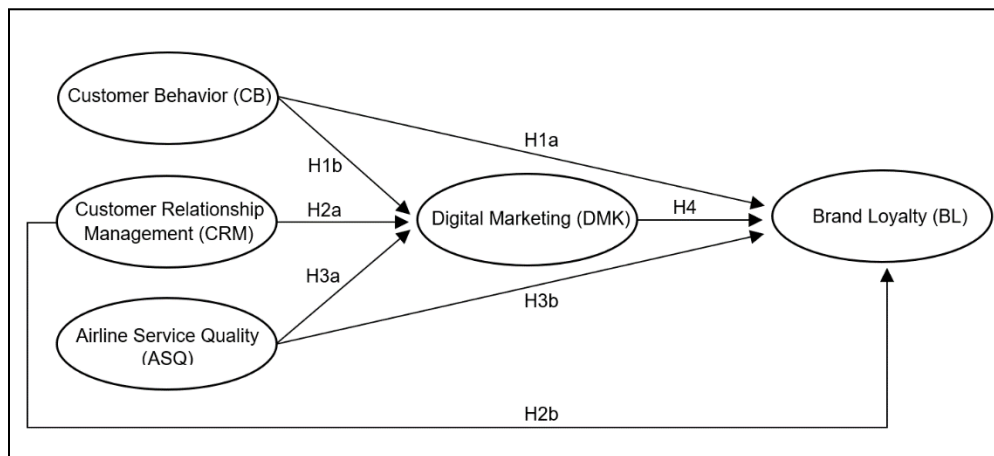 Customer Behavior (CB)
H1a
H1b
Customer Relationship
Management (CRM)
H2a
Digital Marketing (DMK)
H4
Brand Loyalty (BL)
H3a
H3b
Airline Service Quality
(ASQ)
H2b